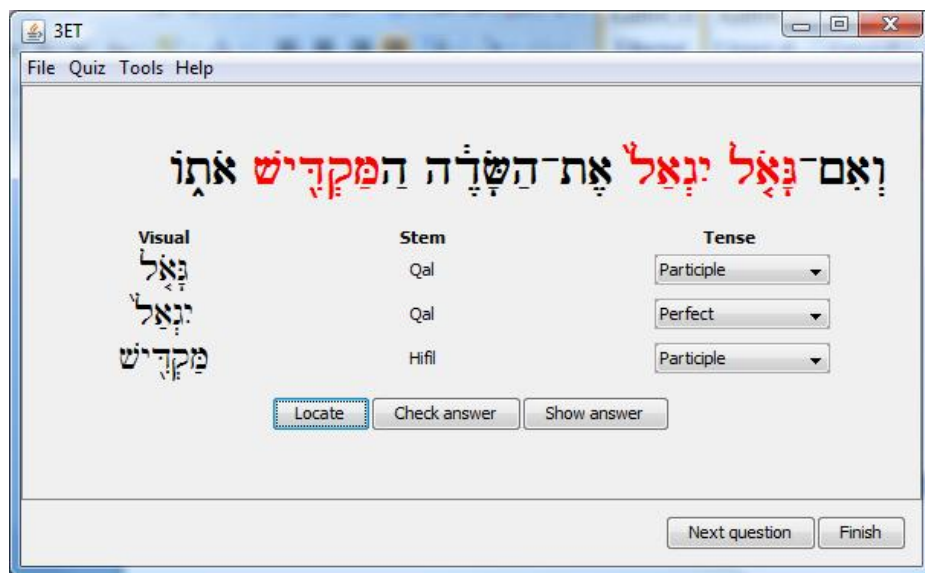 3ET
File Quiz Tools Help
וְאִם־גָּאֹ֤ל יִגְאַל֙ אֶת־הַשָּׂדֶ֔ה הַמַּקְדִּ֖ישׁ אֹת֑וֹ
Visual Stem Tense
גָּאֹ֤ל Qal Participle
יִגְאַל֙ Qal Perfect
מַּקְדִּ֖ישׁ Hifil Participle
Locate Check answer Show answer
Next question Finish